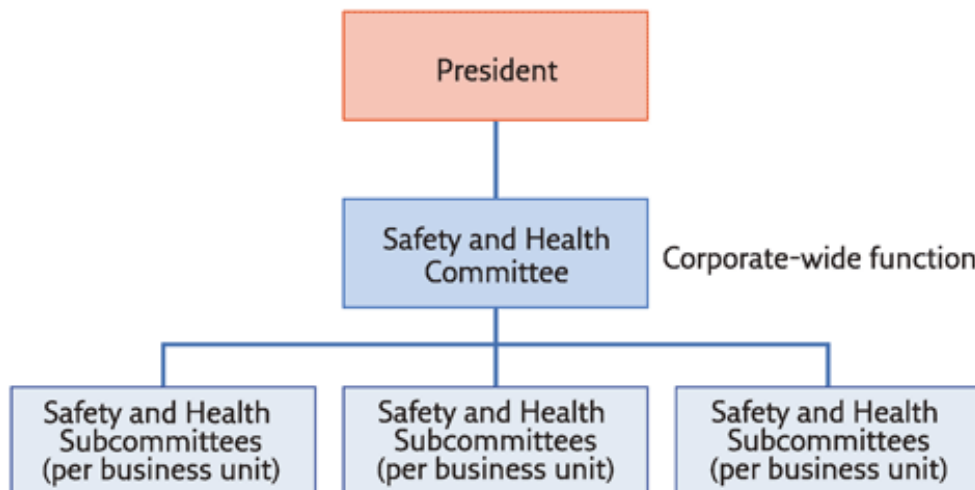 President
Safety and Health
Committee
Corporate-wide function
Safety and Health
Subcommittees
(per business unit)
Safety and Health
Subcommittees
(per business unit)
Safety and Health
Subcommittees
(per business unit)